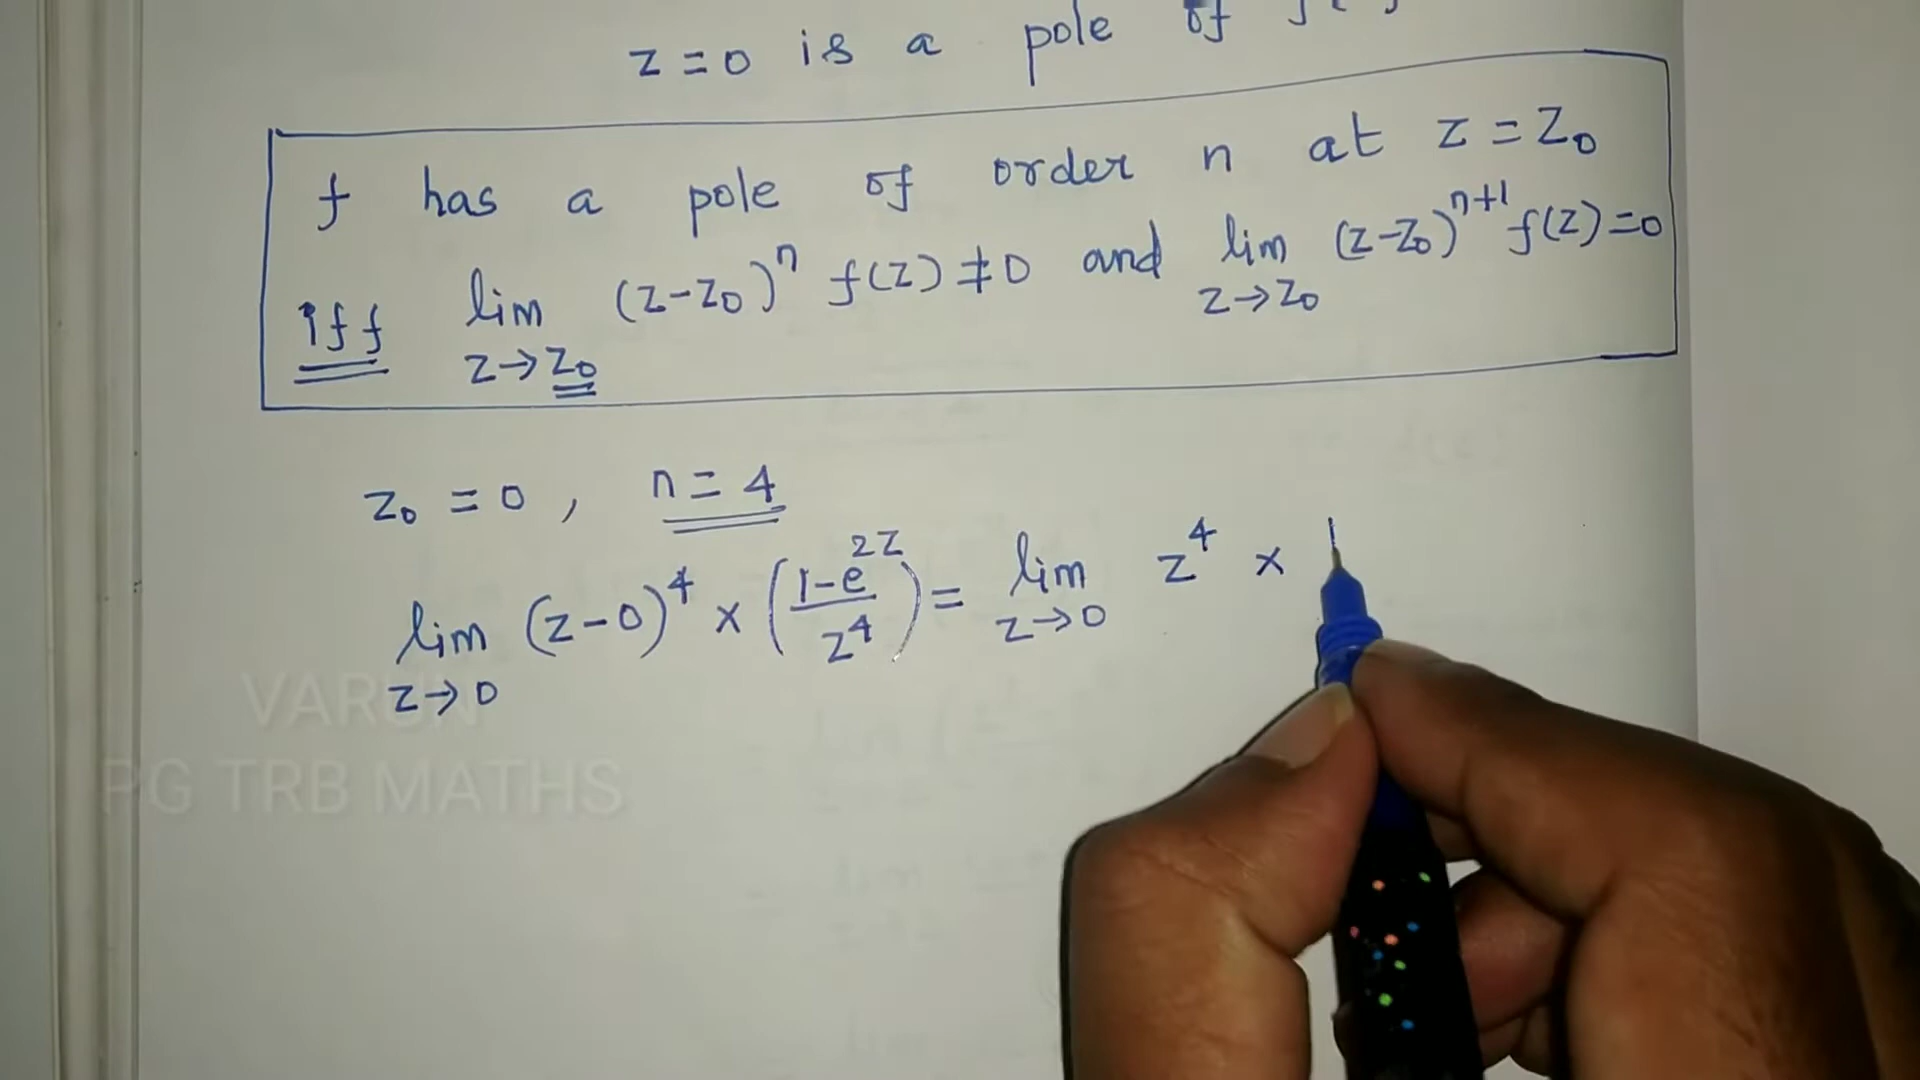 z=0 is a pole of
f has a pole of order n at z=z₀
iff lim z→z₀ (z-z₀)ⁿ f(z)≠0 and lim z→z₀ (z-z₀)ⁿ⁺¹ f(z)=0
z₀ = 0 , n = 4
lim z→0 (z-0)⁴ × ((1-e²ᶻ)/z⁴) = lim z→0 z⁴ ×
VARUN
PG TRB MATHS